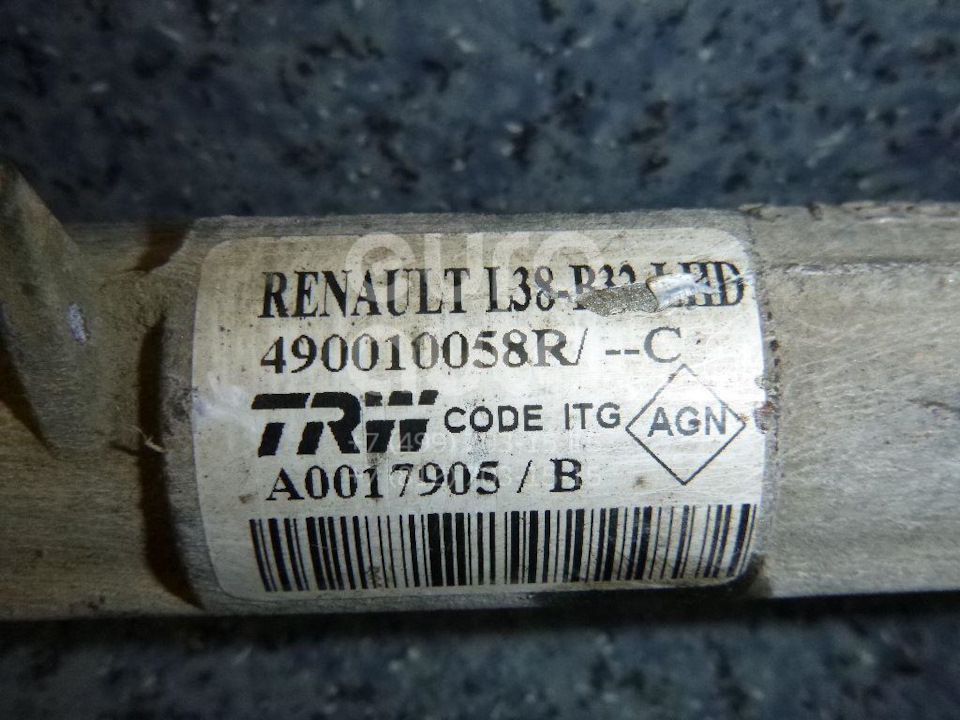 RENAULT L38-B32 LHD
490010058R/ --C
TRW CODE ITG AGN
A0017905 / B